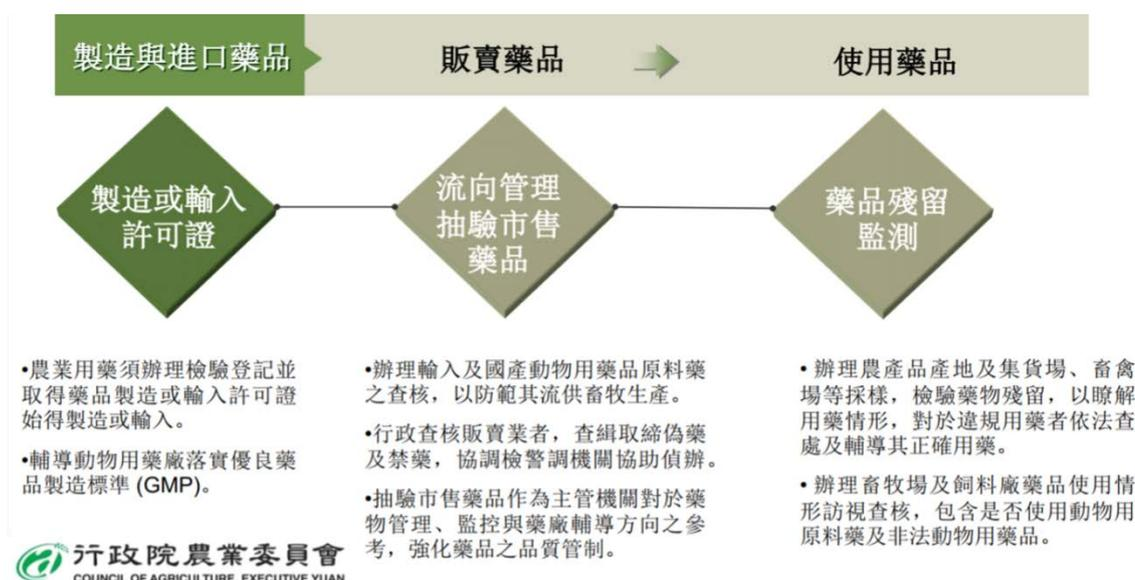 製造與進口藥品
販賣藥品
使用藥品
製造或輸入
許可證
流向管理
抽驗市售
藥品
藥品殘留
監測
•農業用藥須辦理檢驗登記並
取得藥品製造或輸入許可證
始得製造或輸入。
•輔導動物用藥廠落實優良藥
品製造標準 (GMP)。
•辦理輸入及國產動物用藥品原料藥
之查核，以防範其流供畜牧生產。
•行政查核販賣業者，查緝取締偽藥
及禁藥，協調檢警調機關協助偵辦。
•抽驗市售藥品作為主管機關對於藥
物管理、監控與藥廠輔導方向之參
考，強化藥品之品質管制。
• 辦理農產品產地及集貨場、畜禽
場等採樣，檢驗藥物殘留，以瞭解
用藥情形，對於違規用藥者依法查
處及輔導其正確用藥。
• 辦理畜牧場及飼料廠藥品使用情
形訪視查核，包含是否使用動物用
原料藥及非法動物用藥品。
行政院農業委員會
COUNCIL OF AGRICULTURE, EXECUTIVE YUAN